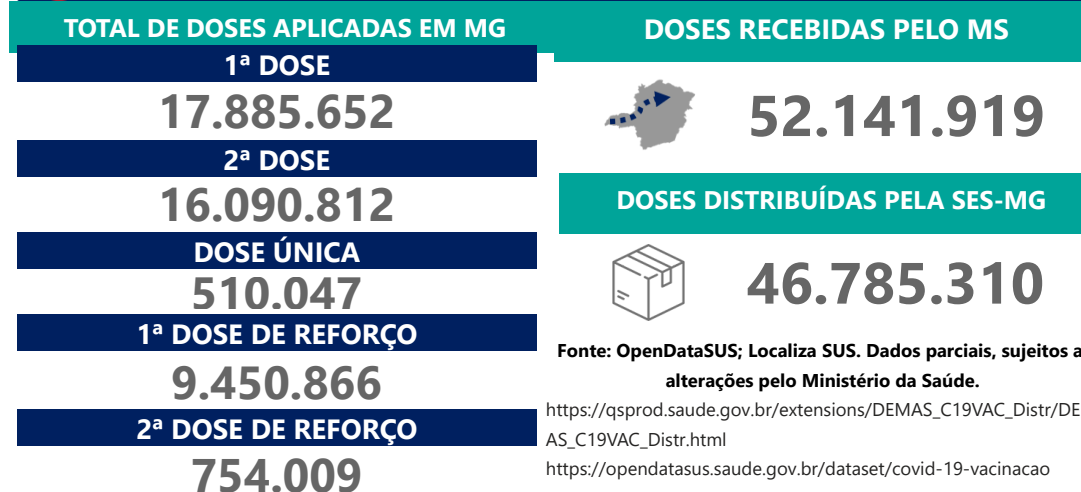 TOTAL DE DOSES APLICADAS EM MG
1ª DOSE
17.885.652
2ª DOSE
16.090.812
DOSE ÚNICA
510.047
1ª DOSE DE REFORÇO
9.450.866
2ª DOSE DE REFORÇO
754.009
DOSES RECEBIDAS PELO MS
52.141.919
DOSES DISTRIBUÍDAS PELA SES-MG
46.785.310
Fonte: OpenDataSUS; Localiza SUS. Dados parciais, sujeitos a
alterações pelo Ministério da Saúde.
https://qsprod.saude.gov.br/extensions/DEMAS_C19VAC_Distr/DE
AS_C19VAC_Distr.html
https://opendatasus.saude.gov.br/dataset/covid-19-vacinacao